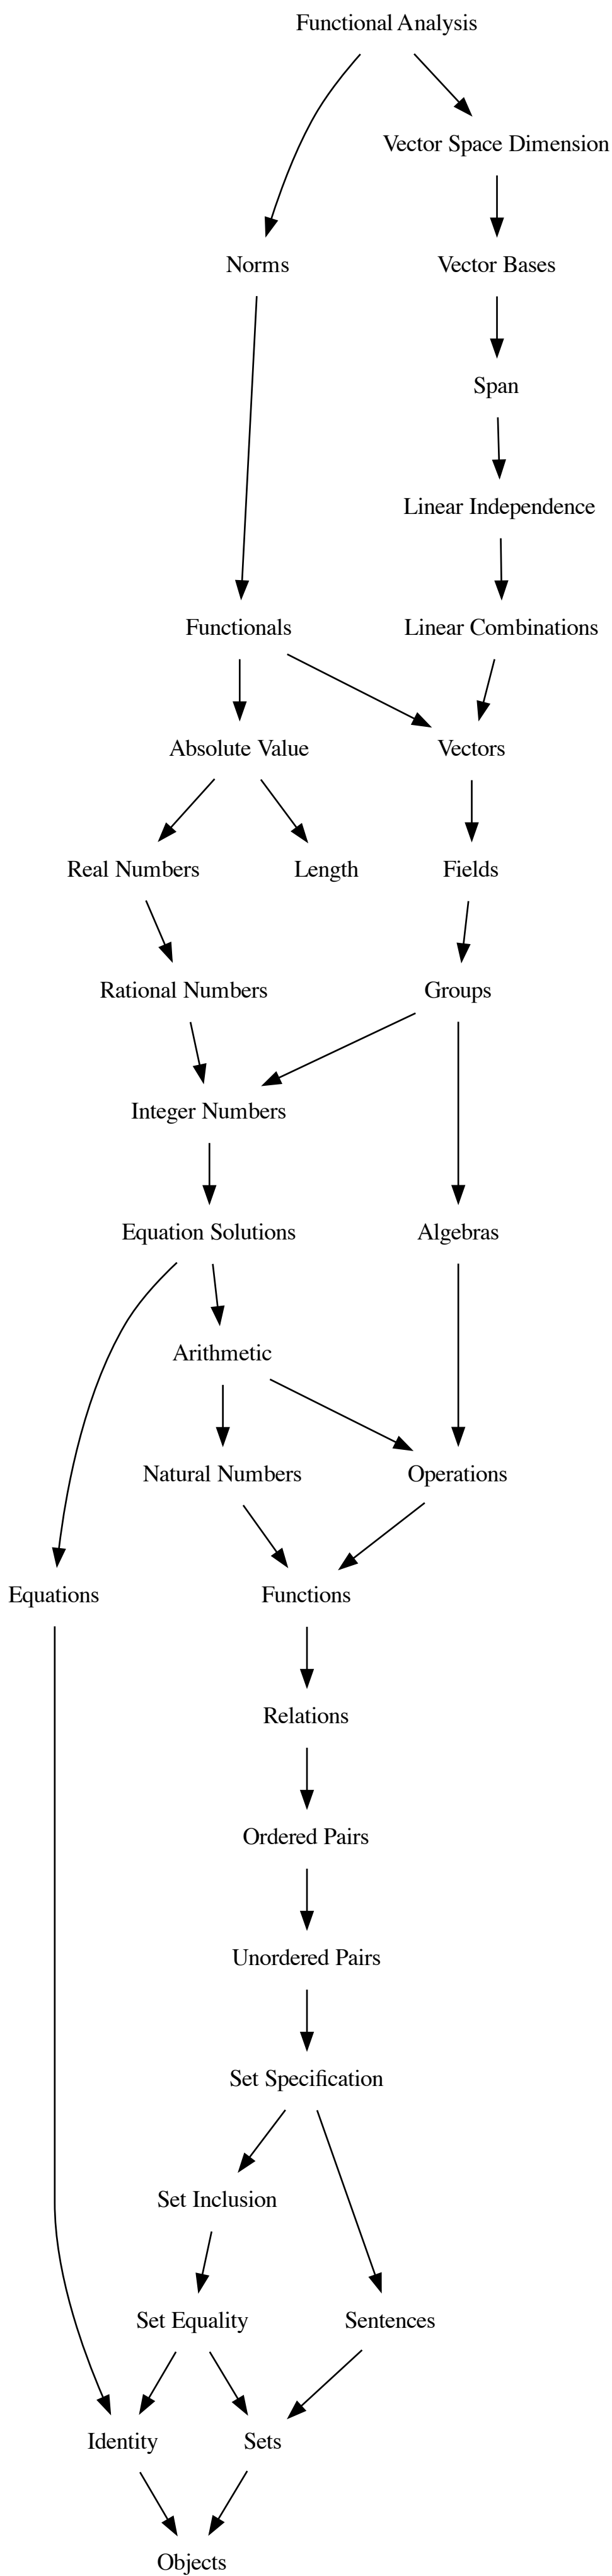 Functional Analysis
Vector Space Dimension
Norms
Vector Bases
Span
Linear Independence
Functionals
Linear Combinations
Absolute Value
Vectors
Real Numbers
Length
Fields
Rational Numbers
Groups
Integer Numbers
Equation Solutions
Algebras
Arithmetic
Natural Numbers
Operations
Equations
Functions
Relations
Ordered Pairs
Unordered Pairs
Set Specification
Set Inclusion
Set Equality
Sentences
Identity
Sets
Objects